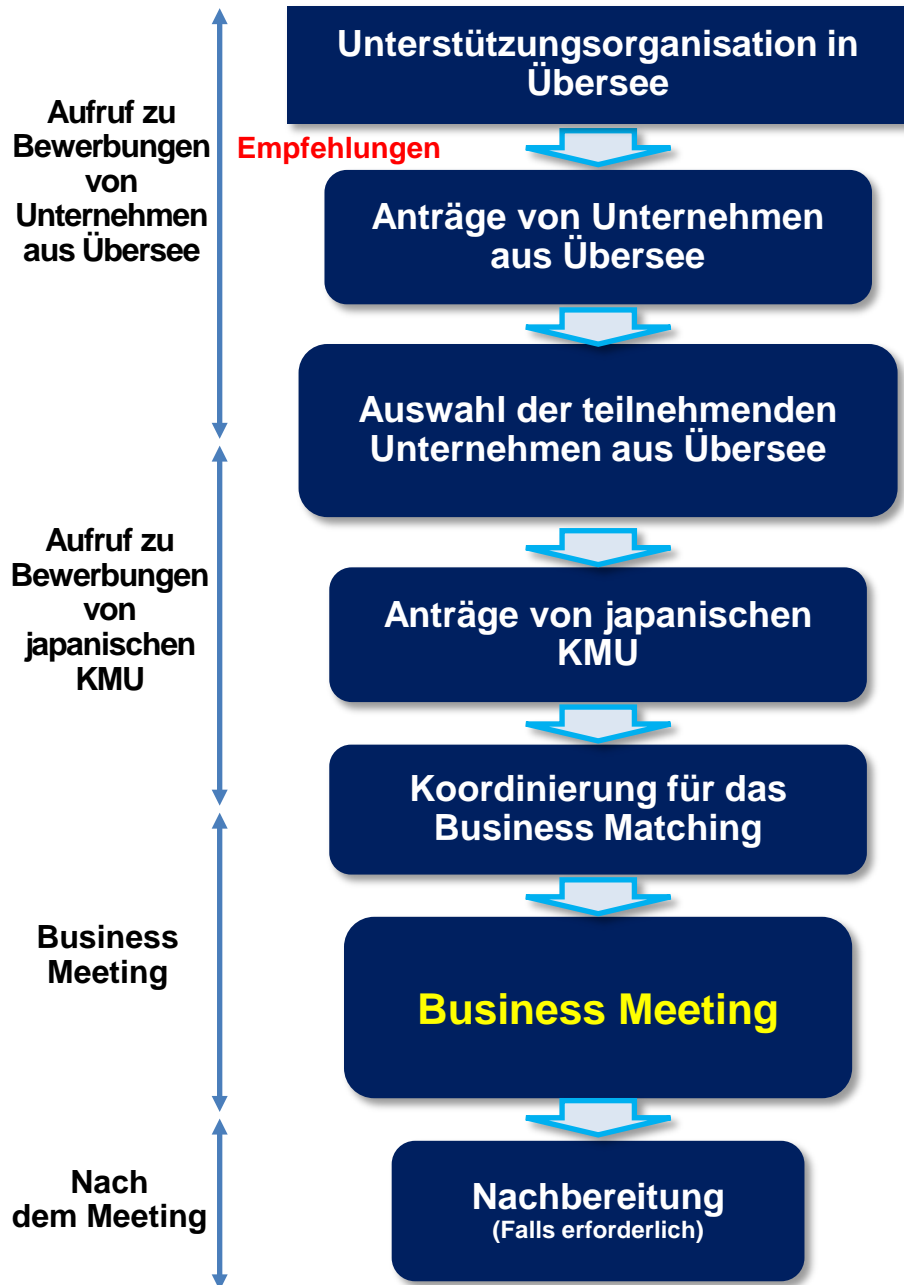 Unterstützungsorganisation in
Übersee
Aufruf zu
Bewerbungen
von
Unternehmen
aus Übersee
Empfehlungen
Anträge von Unternehmen
aus Übersee
Auswahl der teilnehmenden
Unternehmen aus Übersee
Aufruf zu
Bewerbungen
von
japanischen
KMU
Anträge von japanischen
KMU
Koordinierung für das
Business Matching
Business
Meeting
Business Meeting
Nach
dem Meeting
Nachbereitung
(Falls erforderlich)